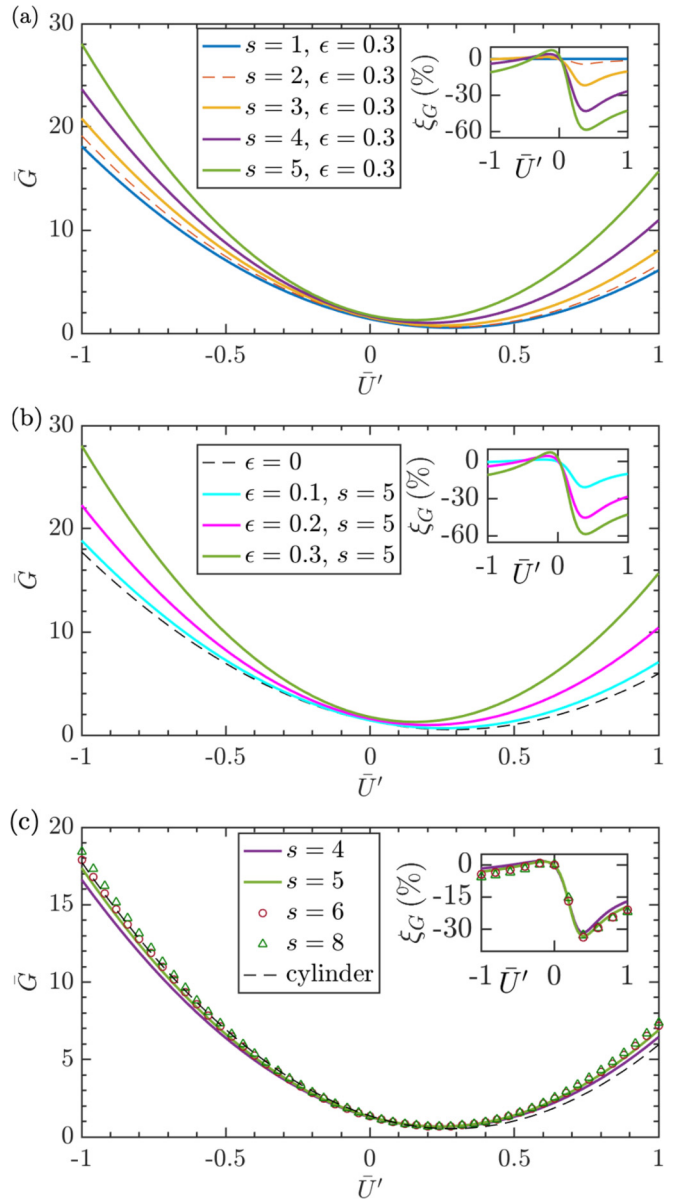 (a)
30
20
10
0
Ḡ
-1
-0.5
0
0.5
1
Ū′
s = 1, ϵ = 0.3
s = 2, ϵ = 0.3
s = 3, ϵ = 0.3
s = 4, ϵ = 0.3
s = 5, ϵ = 0.3
ξG (%)
0
-30
-60
-1
Ū′
0
1
(b)
30
20
10
0
Ḡ
-1
-0.5
0
0.5
1
Ū′
ϵ = 0
ϵ = 0.1, s = 5
ϵ = 0.2, s = 5
ϵ = 0.3, s = 5
ξG (%)
0
-30
-60
-1
Ū′
0
1
(c)
20
15
10
5
0
Ḡ
-1
-0.5
0
0.5
1
Ū′
s = 4
s = 5
s = 6
s = 8
cylinder
ξG (%)
0
-15
-30
-1
Ū′
0
1